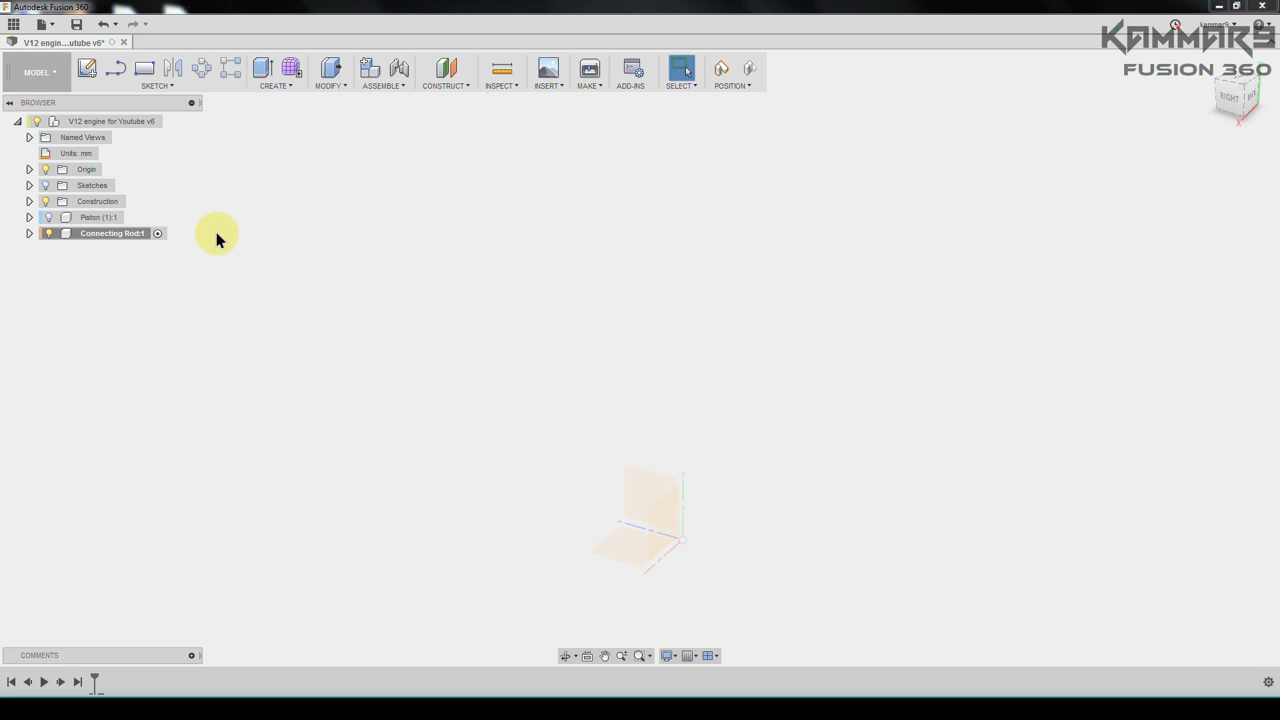 Autodesk Fusion 360
kammar9
V12 engin...utube v6*
KAMMAR9
FUSION 360
MODEL
SKETCH
CREATE
MODIFY
ASSEMBLE
CONSTRUCT
INSPECT
INSERT
MAKE
ADD-INS
SELECT
POSITION
RIGHT
X
BROWSER
V12 engine for Youtube v6
Named Views
Units: mm
Origin
Sketches
Construction
Piston (1):1
Connecting Rod:1
COMMENTS